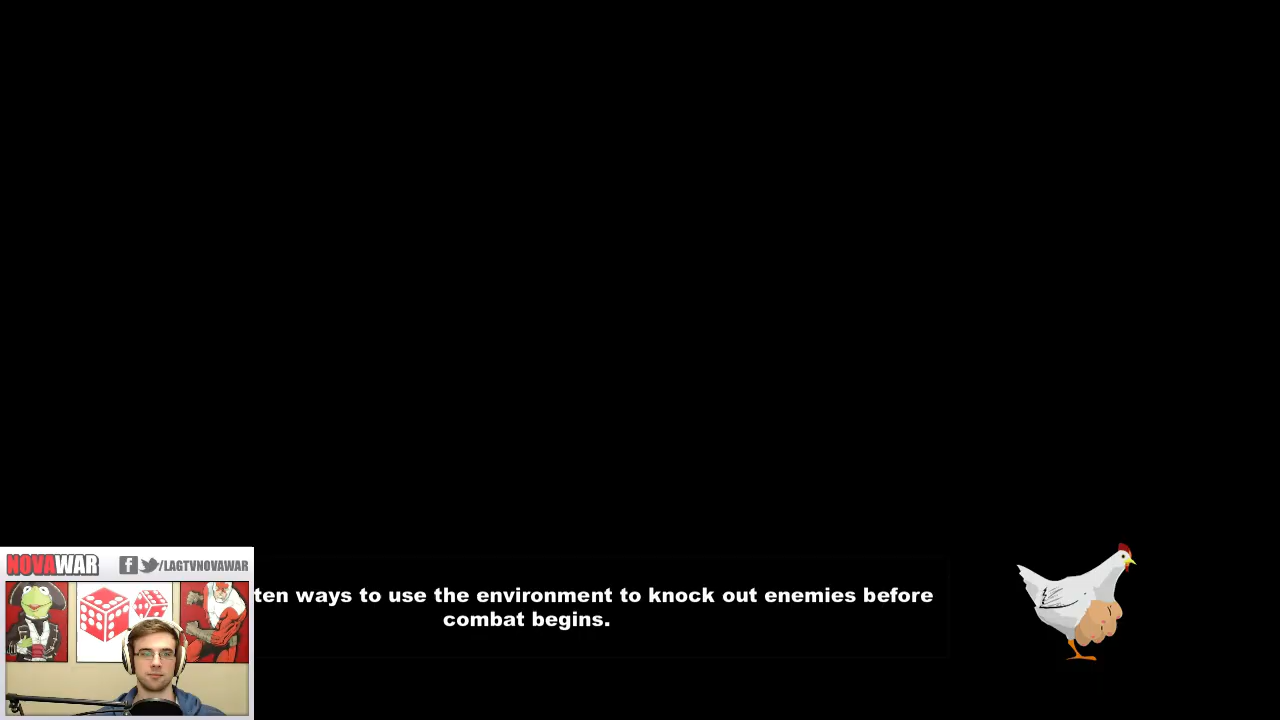 NOVAWAR
/LAGTVNOVAWAR
ten ways to use the environment to knock out enemies before
combat begins.